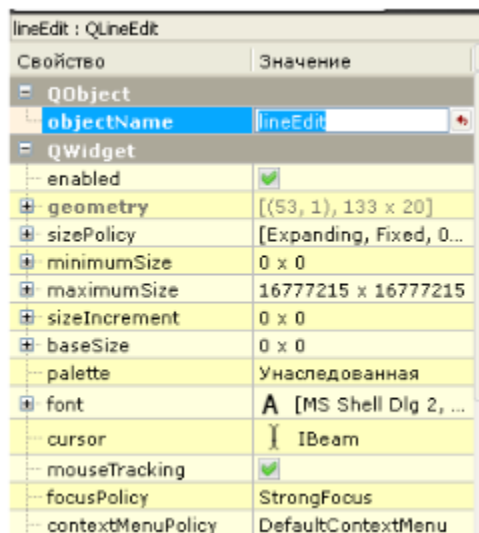 lineEdit : QLineEdit
Свойство Значение
QObject
objectName lineEdit
QWidget
enabled
geometry [(53, 1), 133 x 20]
sizePolicy [Expanding, Fixed, 0...
minimumSize 0 x 0
maximumSize 16777215 x 16777215
sizeIncrement 0 x 0
baseSize 0 x 0
palette Унаследованная
font A [MS Shell Dlg 2, ...
cursor IBeam
mouseTracking
focusPolicy StrongFocus
contextMenuPolicy DefaultContextMenu